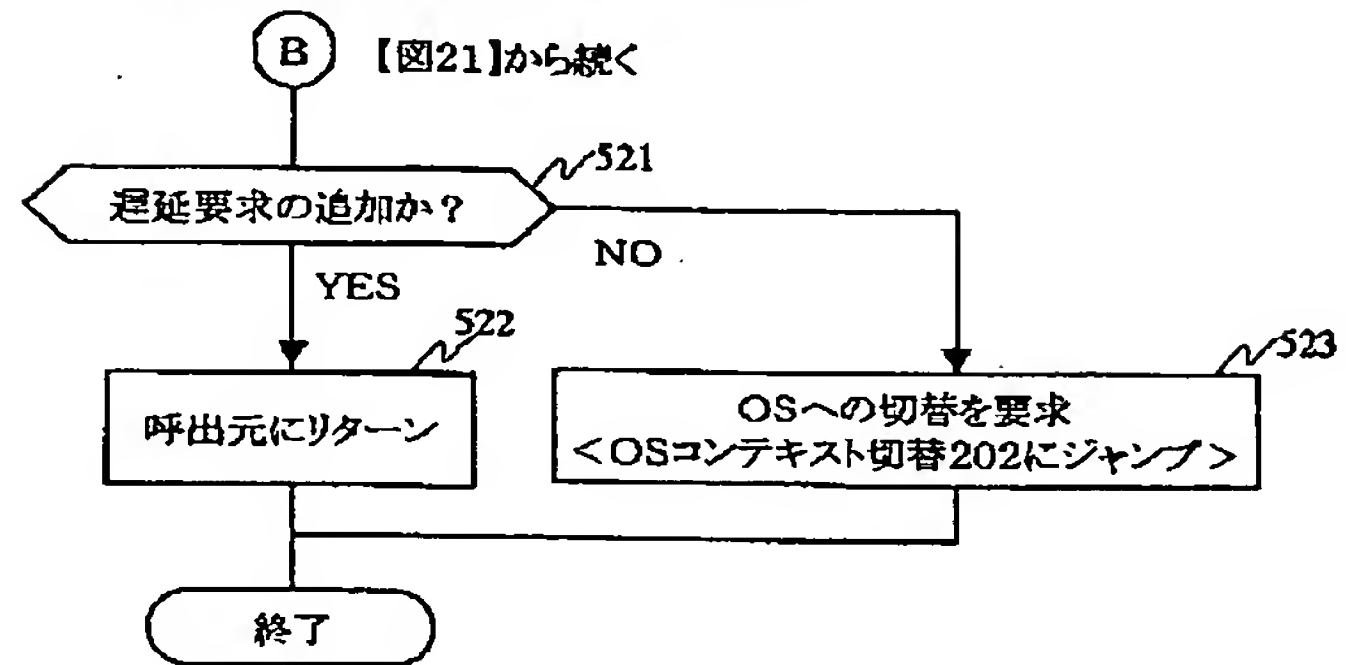 B 【図21】から続く
521
遅延要求の追加か？
NO
YES
522
523
呼出元にリターン
OSへの切替を要求
＜OSコンテキスト切替202にジャンプ＞
終了